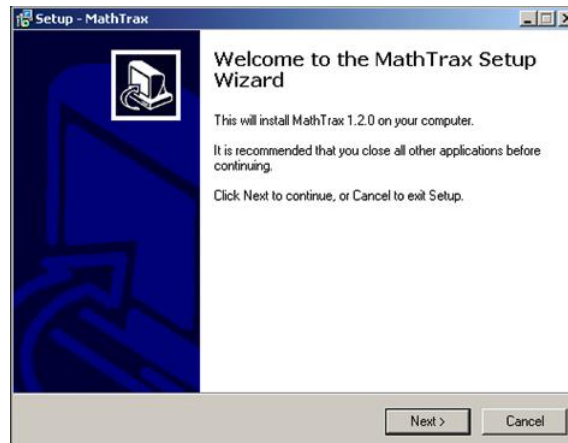 Setup - MathTrax
Welcome to the MathTrax Setup
Wizard
This will install MathTrax 1.2.0 on your computer.
It is recommended that you close all other applications before
continuing.
Click Next to continue, or Cancel to exit Setup.
Next >
Cancel